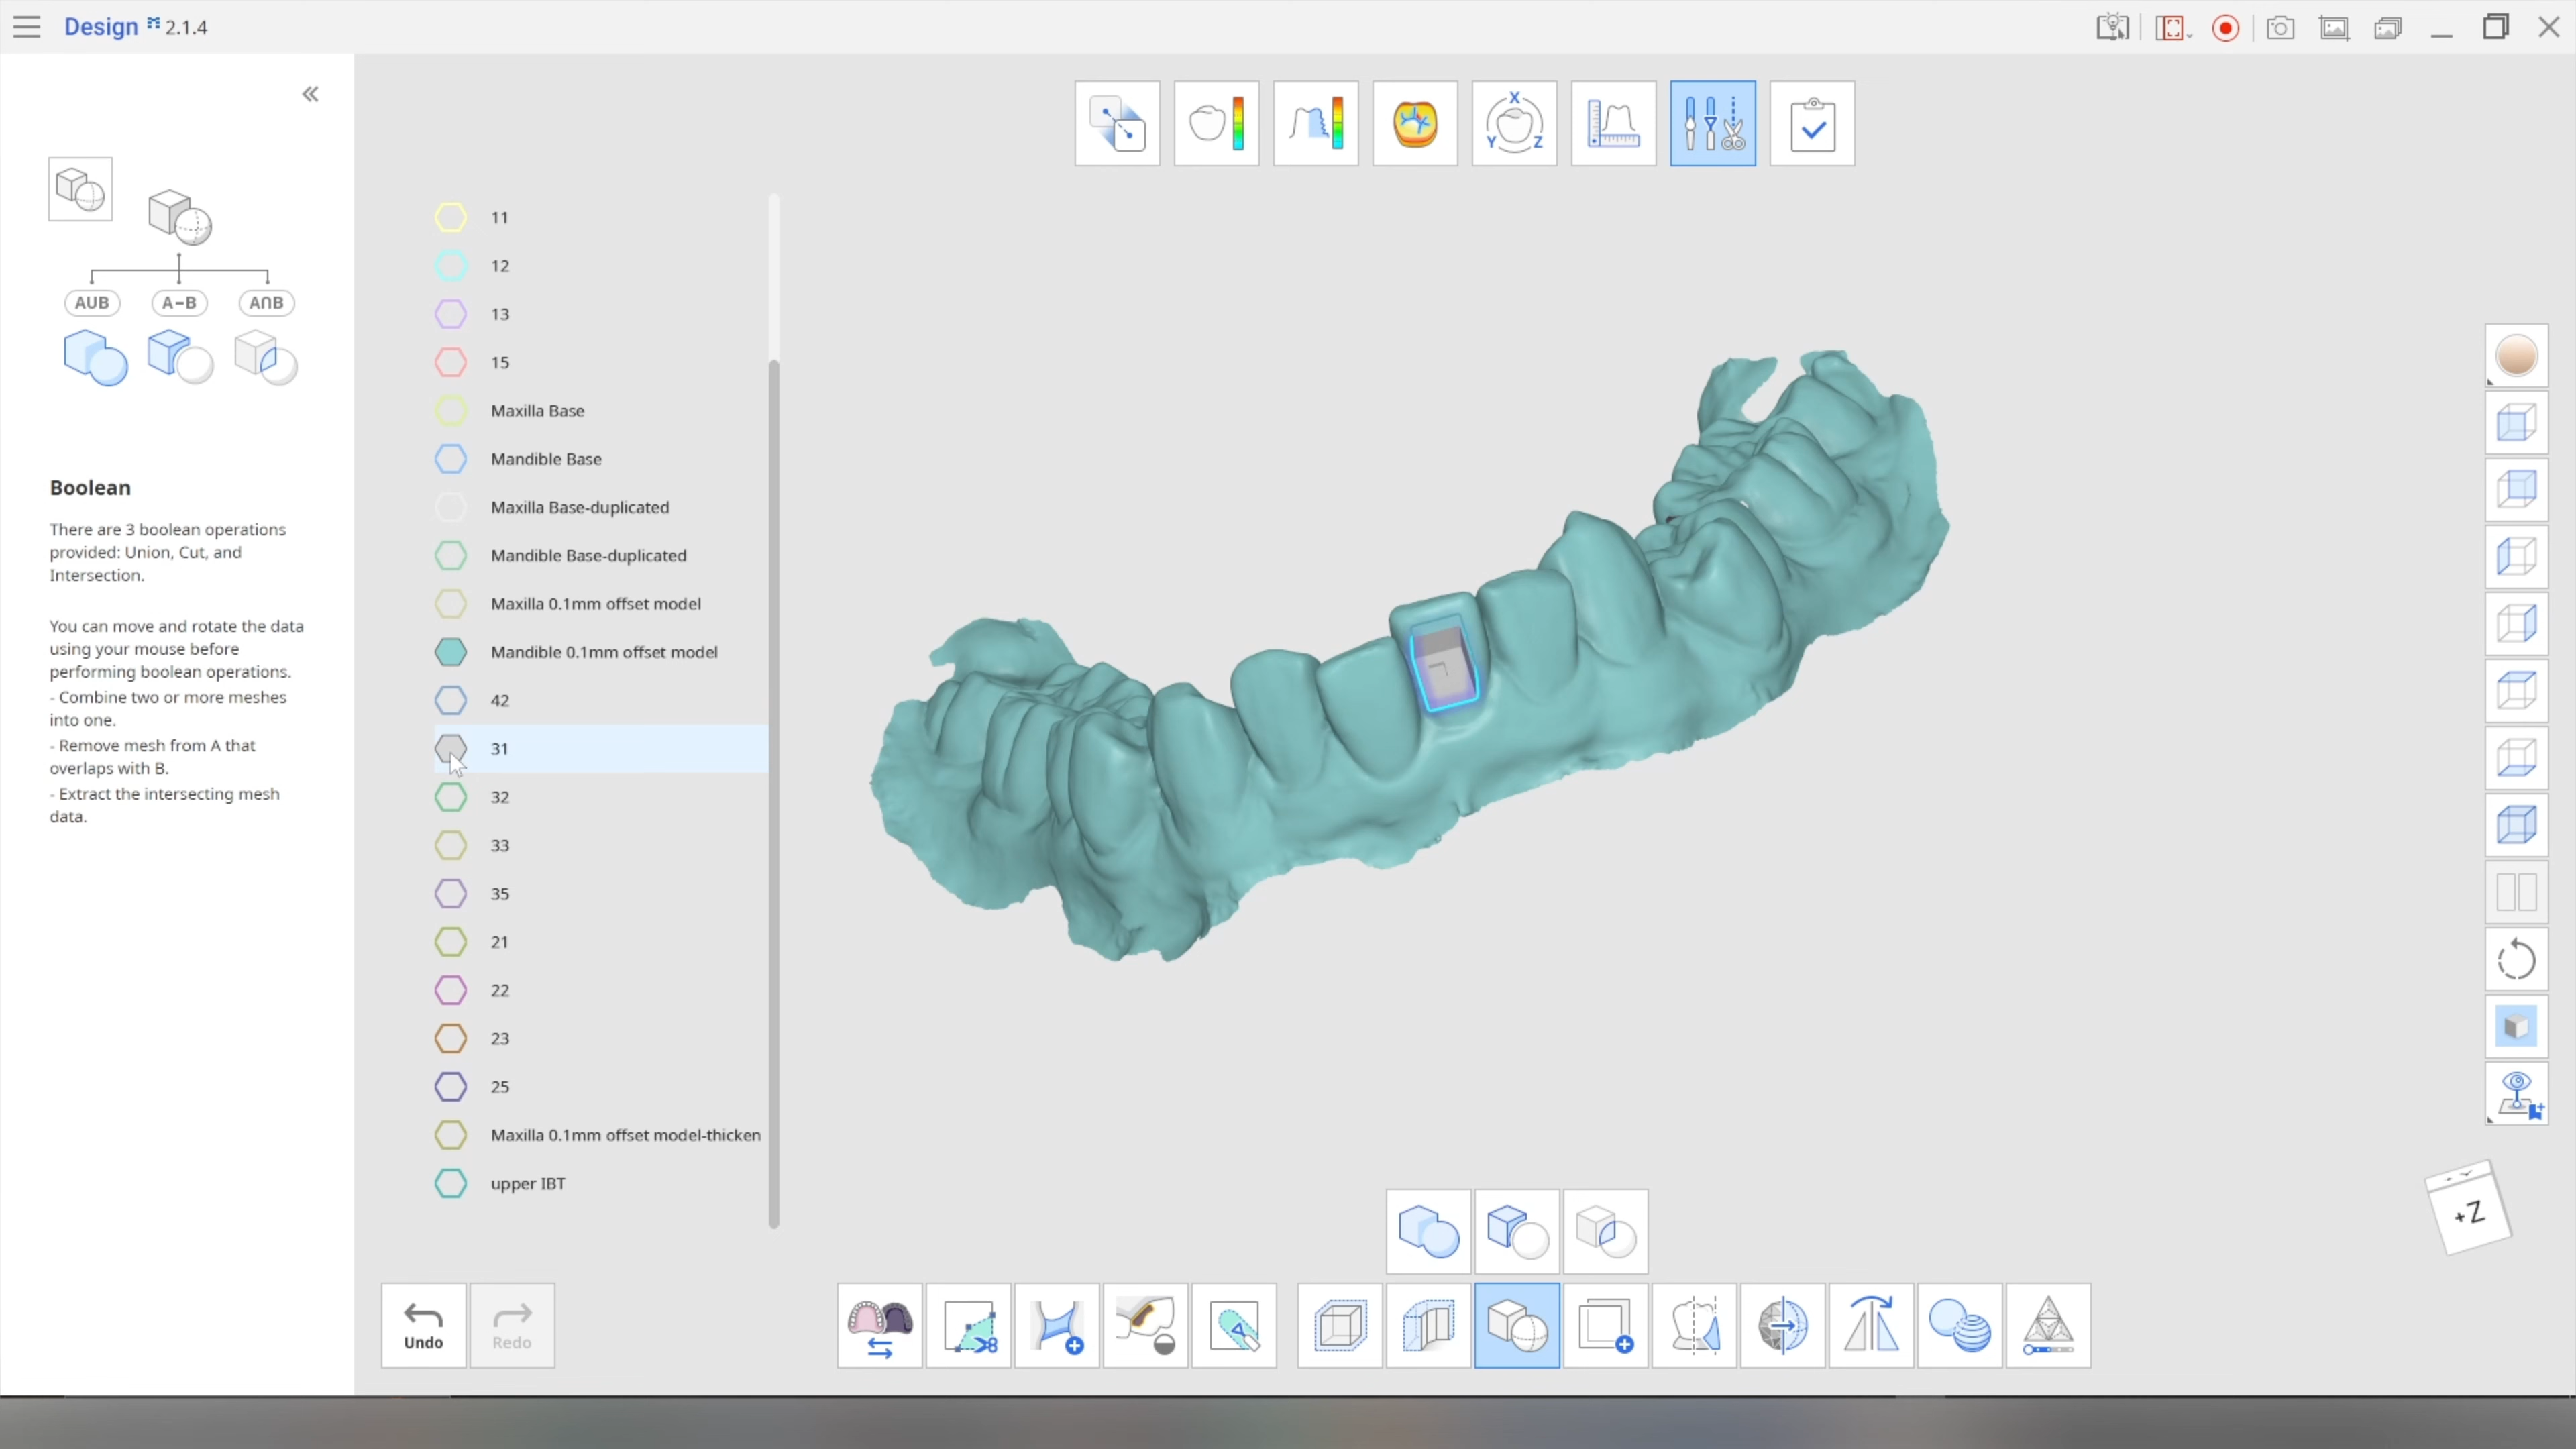 Design 2.1.4
X
Y Z
AUB A-B A∩B
Boolean
There are 3 boolean operations
provided: Union, Cut, and
Intersection.
You can move and rotate the data
using your mouse before
performing boolean operations.
- Combine two or more meshes
into one.
- Remove mesh from A that
overlaps with B.
- Extract the intersecting mesh
data.
11
12
13
15
Maxilla Base
Mandible Base
Maxilla Base-duplicated
Mandible Base-duplicated
Maxilla 0.1mm offset model
Mandible 0.1mm offset model
42
31
32
33
35
21
22
23
25
Maxilla 0.1mm offset model-thicken
upper IBT
+Z
Undo
Redo